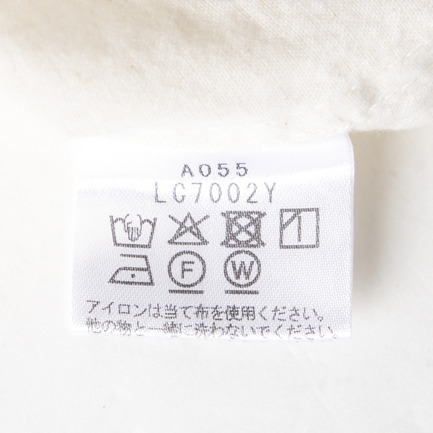 A055
LC7002Y
F W
アイロンは当て布を使用ください。
他の物と一緒に洗わないでください。